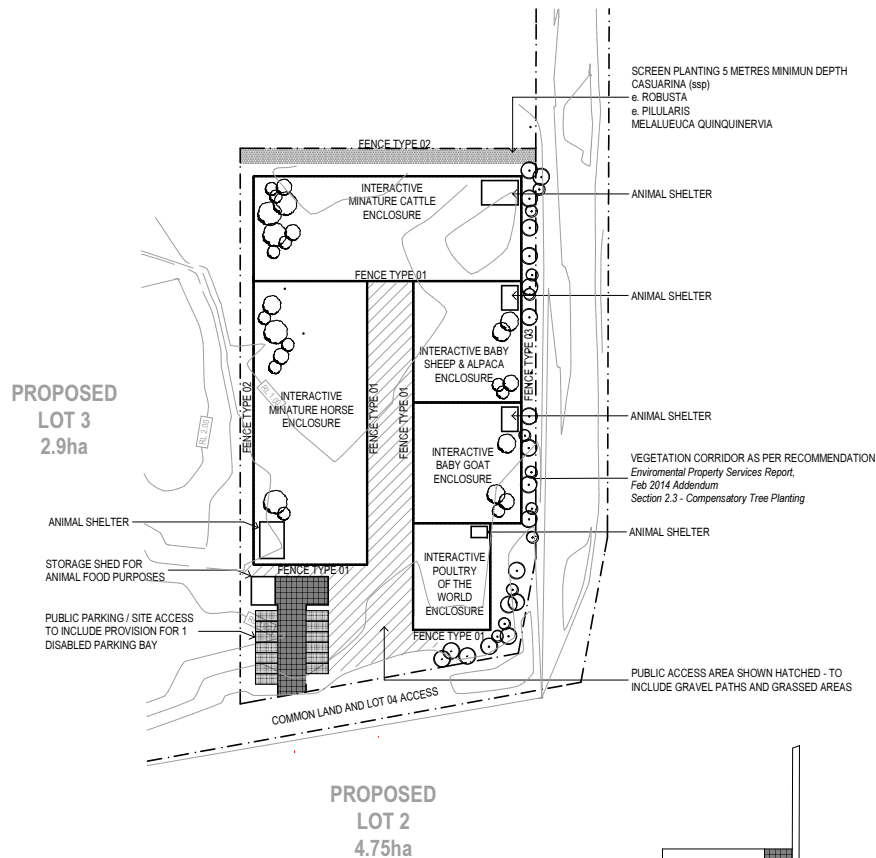 SCREEN PLANTING 5 METRES MINIMUN DEPTH
CASUARINA (ssp)
e. ROBUSTA
e. PILULARIS
MELALUEUCA QUINQUINERVIA
FENCE TYPE 02
INTERACTIVE
MINATURE CATTLE
ENCLOSURE
ANIMAL SHELTER
FENCE TYPE 01
ANIMAL SHELTER
INTERACTIVE BABY
SHEEP & ALPACA
ENCLOSURE
FENCE TYPE 03
PROPOSED
LOT 3
2.9ha
RL 2.00
FENCE TYPE 02
RL 1.00
INTERACTIVE
MINATURE HORSE
ENCLOSURE
FENCE TYPE 01
FENCE TYPE 01
ANIMAL SHELTER
INTERACTIVE
BABY GOAT
ENCLOSURE
VEGETATION CORRIDOR AS PER RECOMMENDATION
Enviromental Property Services Report,
Feb 2014 Addendum
Section 2.3 - Compensatory Tree Planting
ANIMAL SHELTER
ANIMAL SHELTER
INTERACTIVE
POULTRY
OF THE
WORLD
ENCLOSURE
STORAGE SHED FOR
ANIMAL FOOD PURPOSES
FENCE TYPE 01
PUBLIC PARKING / SITE ACCESS
TO INCLUDE PROVISION FOR 1
DISABLED PARKING BAY
FENCE TYPE 01
PUBLIC ACCESS AREA SHOWN HATCHED - TO
INCLUDE GRAVEL PATHS AND GRASSED AREAS
COMMON LAND AND LOT 04 ACCESS
PROPOSED
LOT 2
4.75ha